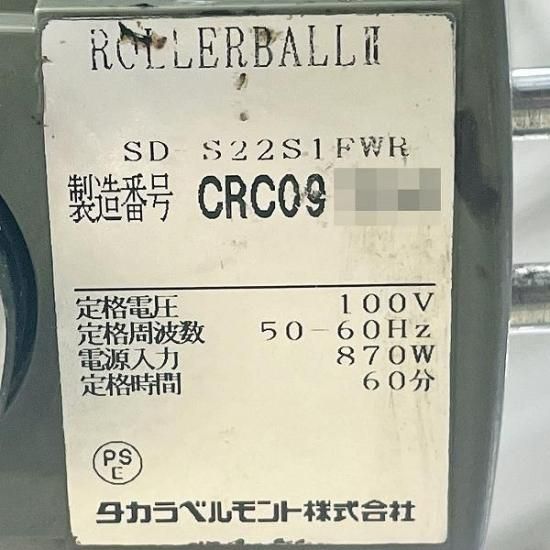 ROLLERBALLⅡ
SD S22S1FWR
製造番号 CRC09
定格電圧 100V
定格周波数 50-60Hz
電源入力 870W
定格時間 60分
PS
E
タカラベルモント株式会社